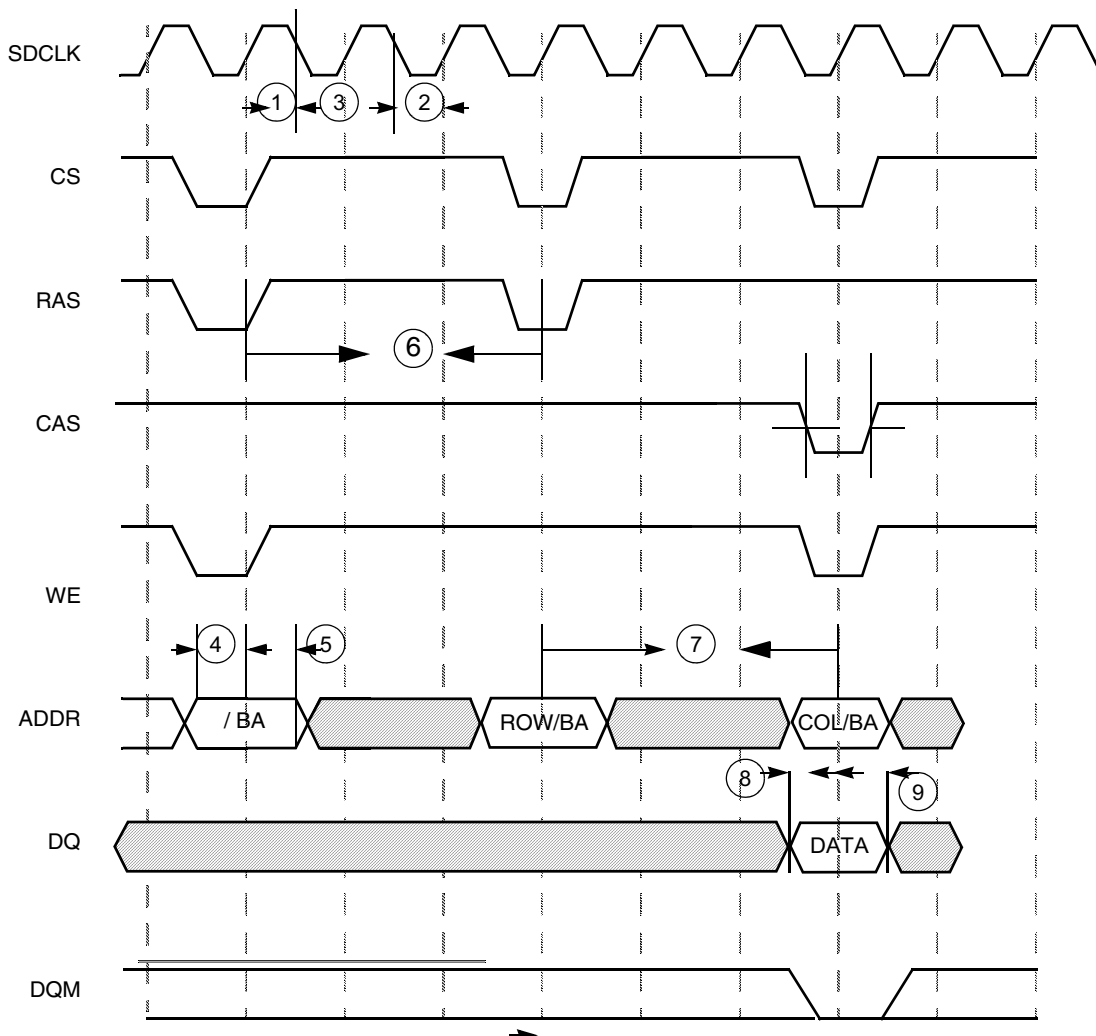 SDCLK
1 3 2
CS
RAS
6
CAS
WE
4 5 7
ADDR / BA ROW/BA COL/BA
8 9
DQ DATA
DQM